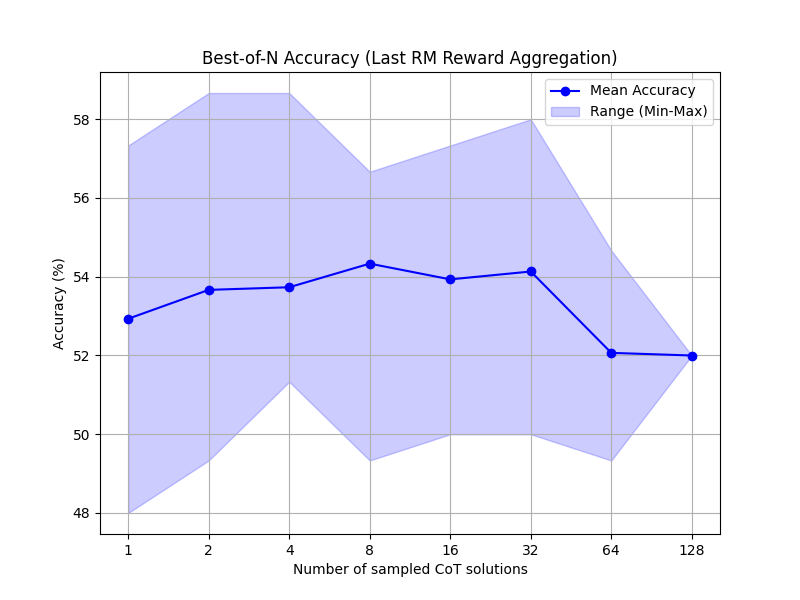 Best-of-N Accuracy (Last RM Reward Aggregation)
Mean Accuracy
Range (Min-Max)
Accuracy (%)
58
56
54
52
50
48
1 2 4 8 16 32 64 128
Number of sampled CoT solutions